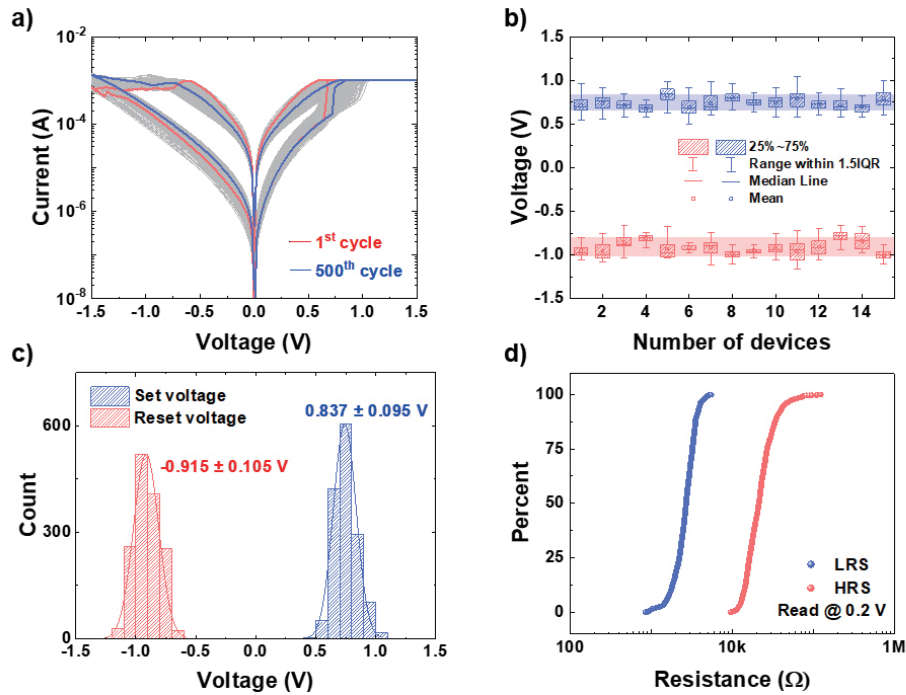 a)
10-2
10-4
10-6
10-8
Current (A)
1st cycle
500th cycle
-1.5 -1.0 -0.5 0.0 0.5 1.0 1.5
Voltage (V)
b)
1.5
1.0
0.5
0.0
-0.5
-1.0
-1.5
Voltage (V)
25%~75%
Range within 1.5IQR
Median Line
Mean
2 4 6 8 10 12 14
Number of devices
c)
600
300
0
Count
Set voltage
Reset voltage
0.837 ± 0.095 V
-0.915 ± 0.105 V
-1.5 -1.0 -0.5 0.0 0.5 1.0 1.5
Voltage (V)
d)
100
75
50
25
0
Percent
LRS
HRS
Read @ 0.2 V
100 10k 1M
Resistance (Ω)